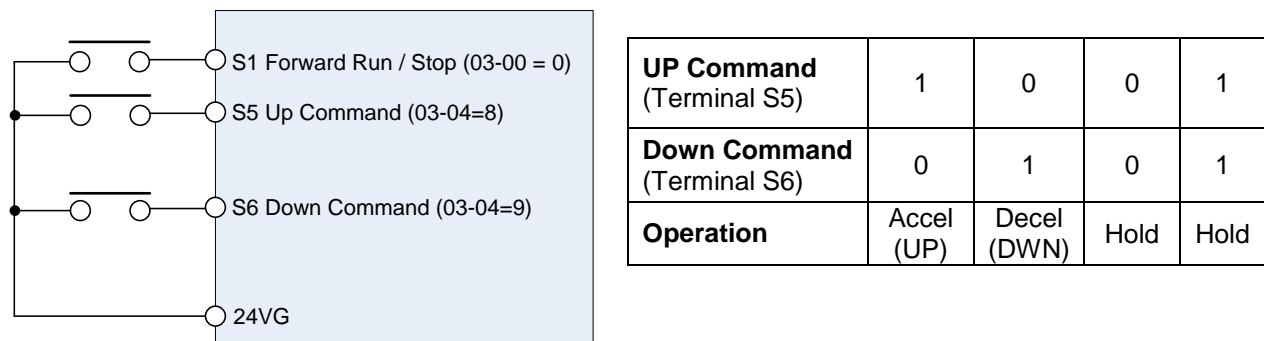 S1 Forward Run / Stop (03-00 = 0)
S5 Up Command (03-04=8)
S6 Down Command (03-04=9)
24VG
UP Command
(Terminal S5)
1 0 0 1
Down Command
(Terminal S6)
0 1 0 1
Operation
Accel
(UP)
Decel
(DWN)
Hold Hold